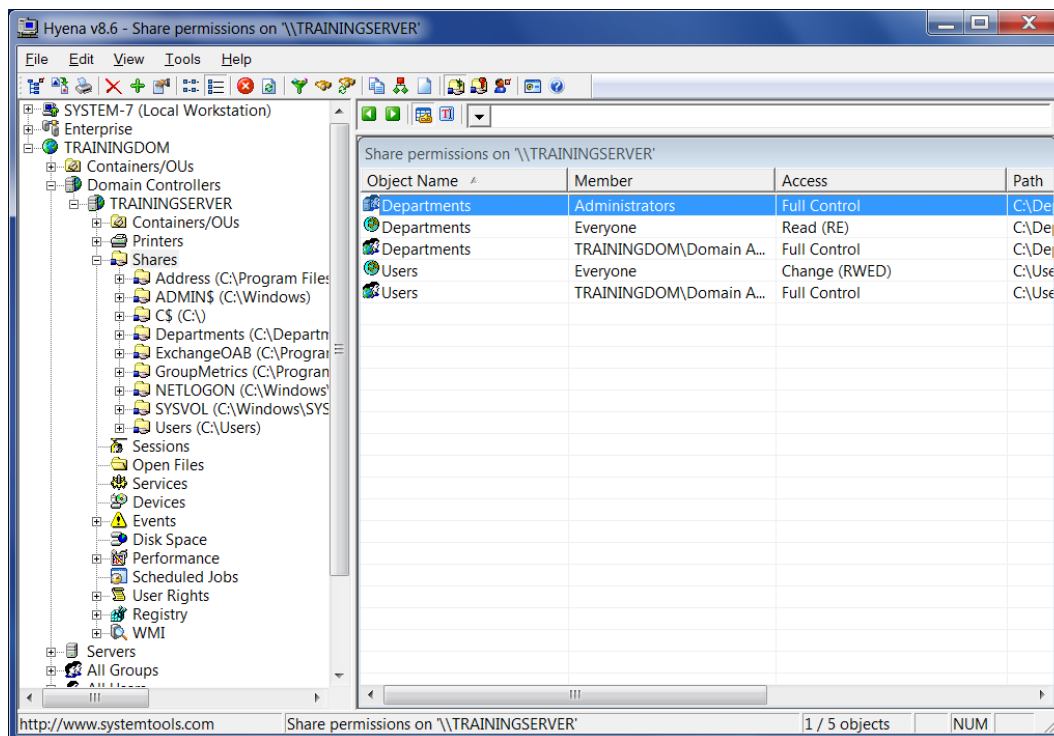 Hyena v8.6 - Share permissions on '\\TRAININGSERVER'
File Edit View Tools Help
SYSTEM-7 (Local Workstation)
Enterprise
TRAININGDOM
Containers/OUs
Domain Controllers
TRAININGSERVER
Containers/OUs
Printers
Shares
Address (C:\Program Files
ADMIN$ (C:\Windows)
C$ (C:\)
Departments (C:\Departm
ExchangeOAB (C:\Program
GroupMetrics (C:\Program
NETLOGON (C:\Windows\
SYSVOL (C:\Windows\SYS
Users (C:\Users)
Sessions
Open Files
Services
Devices
Events
Disk Space
Performance
Scheduled Jobs
User Rights
Registry
WMI
Servers
All Groups
Share permissions on '\\TRAININGSERVER'
Object Name Member Access Path
Departments Administrators Full Control C:\De
Departments Everyone Read (RE) C:\De
Departments TRAININGDOM\Domain A... Full Control C:\De
Users Everyone Change (RWED) C:\Use
Users TRAININGDOM\Domain A... Full Control C:\Use
http://www.systemtools.com Share permissions on '\\TRAININGSERVER' 1 / 5 objects NUM